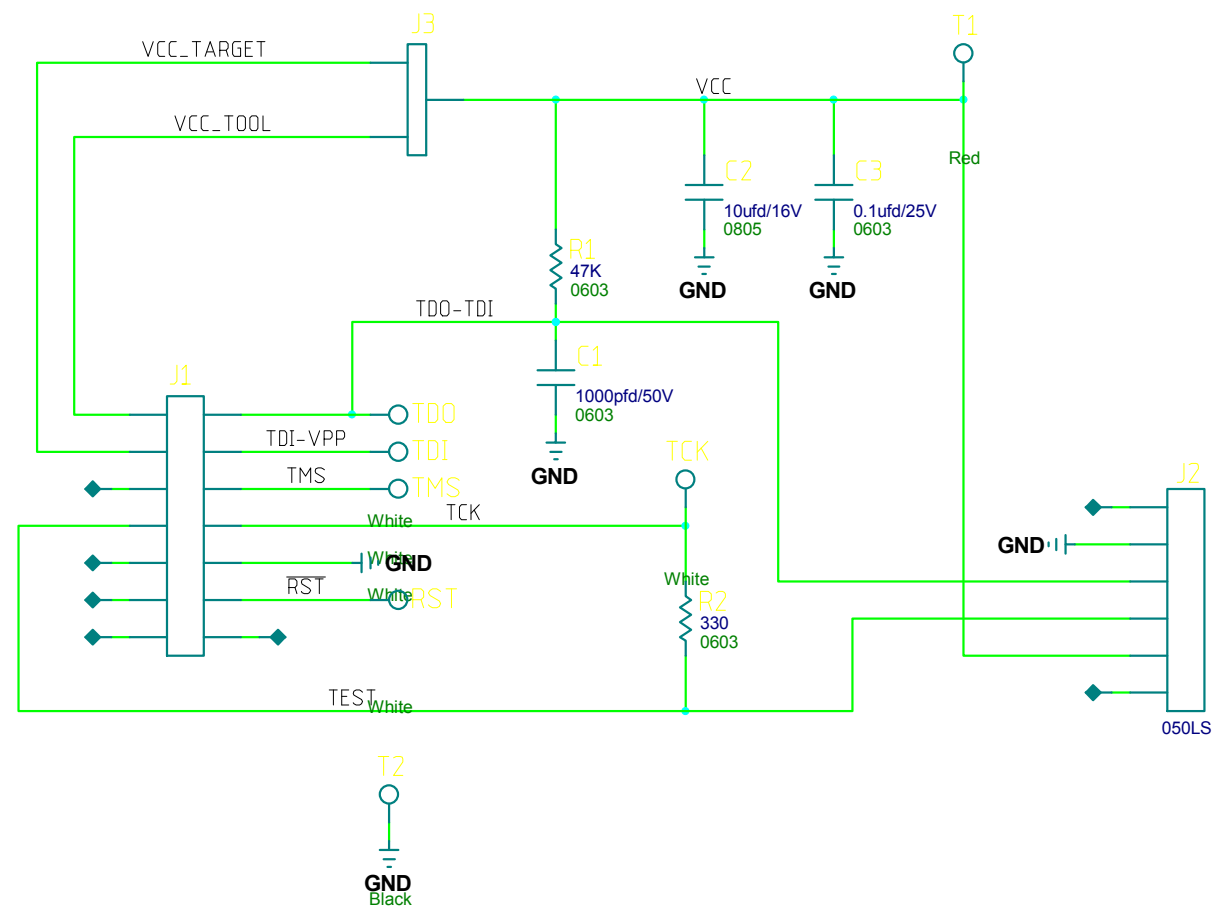 J3
T1
VCC_TARGET
VCC
VCC_TOOL
Red
C2
10ufd/16V
0805
C3
0.1ufd/25V
0603
R1
47K
0603
GND
GND
TDO-TDI
C1
1000pfd/50V
0603
J1
TDO
TDI-VPP
TDI
GND
TCK
J2
TMS
TMS
TCK
White
GND
White
GND
RST
White
RST
White
R2
330
0603
TEST
White
050LS
T2
GND
Black